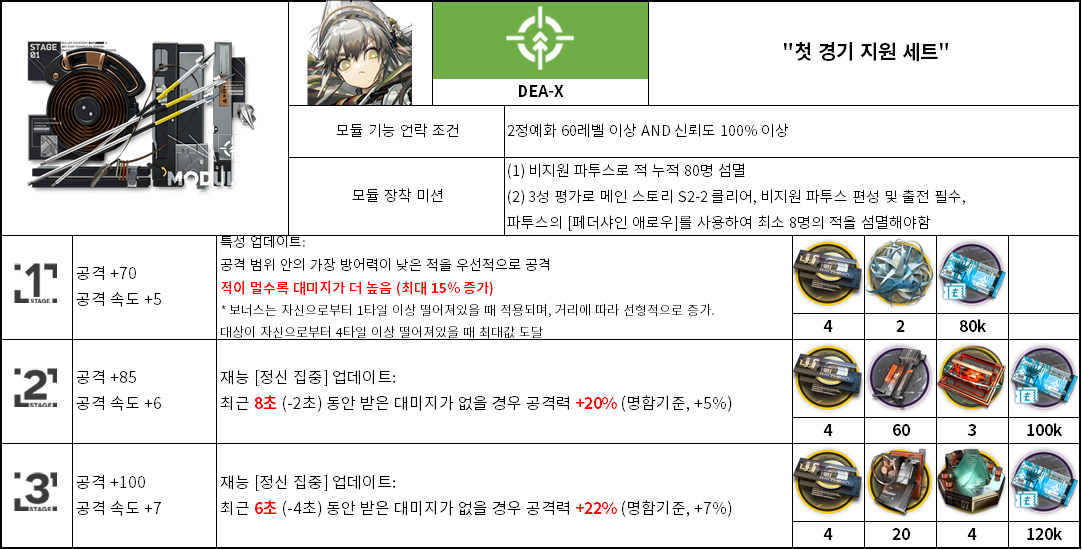 STAGE
01
MODUL
DEA-X
"첫 경기 지원 세트"
모듈 기능 언락 조건
2정예화 60레벨 이상 AND 신뢰도 100% 이상
모듈 장착 미션
(1) 비지원 파투스로 적 누적 80명 섬멸
(2) 3성 평가로 메인 스토리 S2-2 클리어, 비지원 파투스 편성 및 출전 필수,
파투스의 [페더샤인 애로우]를 사용하여 최소 8명의 적을 섬멸해야함
1
STAGE
공격 +70
공격 속도 +5
특성 업데이트:
공격 범위 안의 가장 방어력이 낮은 적을 우선적으로 공격
적이 멀수록 대미지가 더 높음 (최대 15% 증가)
* 보너스는 자신으로부터 1타일 이상 떨어져있을 때 적용되며, 거리에 따라 선형적으로 증가.
대상이 자신으로부터 4타일 이상 떨어져있을 때 최대값 도달
4 2 80k
2
STAGE
공격 +85
공격 속도 +6
재능 [정신 집중] 업데이트:
최근 8초 (-2초) 동안 받은 대미지가 없을 경우 공격력 +20% (명함기준, +5%)
4 60 3 100k
3
STAGE
공격 +100
공격 속도 +7
재능 [정신 집중] 업데이트:
최근 6초 (-4초) 동안 받은 대미지가 없을 경우 공격력 +22% (명함기준, +7%)
4 20 4 120k